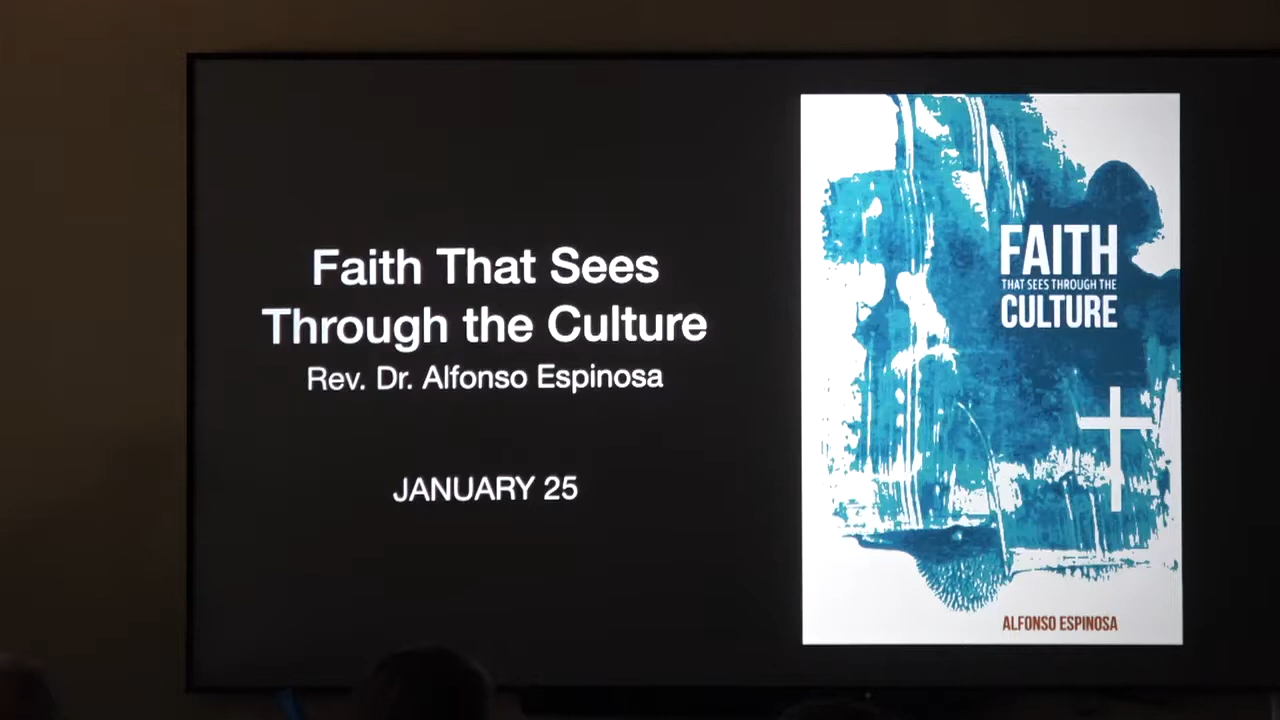 Faith That Sees
Through the Culture
Rev. Dr. Alfonso Espinosa
JANUARY 25
FAITH
THAT SEES THROUGH THE
CULTURE
ALFONSO ESPINOSA